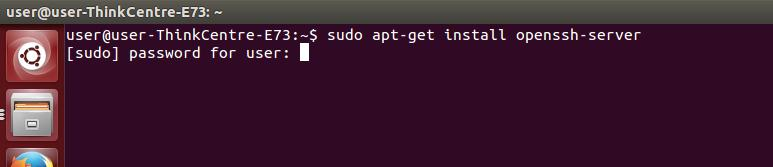 user@user-ThinkCentre-E73: ~
user@user-ThinkCentre-E73:~$ sudo apt-get install openssh-server
[sudo] password for user: